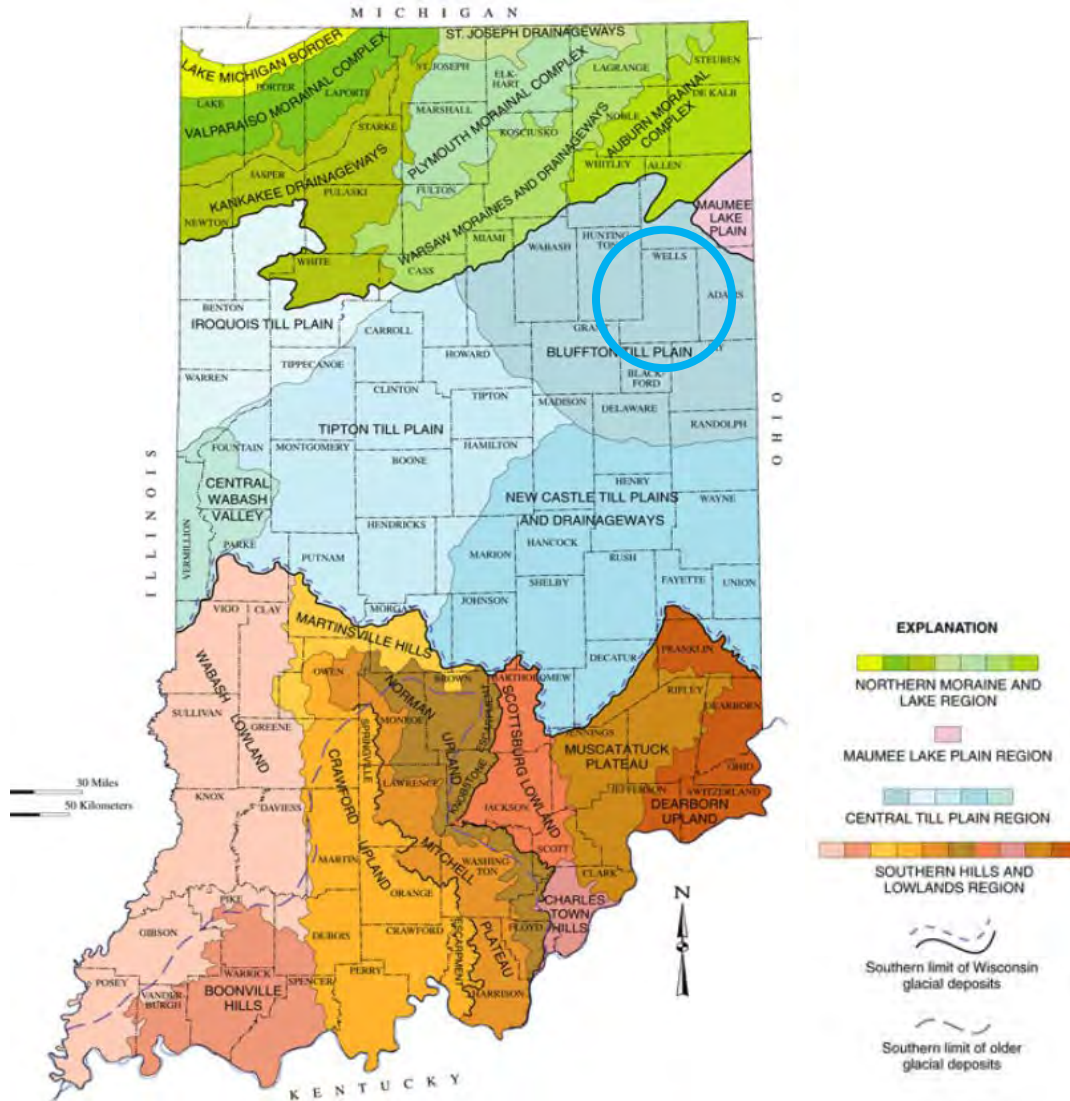 MICHIGAN
LAKE MICHIGAN BORDER
ST. JOSEPH DRAINAGEWAYS
STEUBEN
LAGRANGE
ST. JOSEPH
ELK-
HART
PORTER
LAPORTE
LAKE
VALPARAISO MORAINAL COMPLEX
DE KALB
NOBLE
AUBURN MORAINAL
COMPLEX
MARSHALL
PLYMOUTH MORAINAL COMPLEX
KOSCIUSKO
STARKE
WHITLEY
ALLEN
JASPER
KANKAKEE DRAINAGEWAYS
PULASKI
FULTON
WARSAW MORAINES AND DRAINAGEWAYS
MAUMEE
LAKE
PLAIN
NEWTON
MIAMI
WABASH
HUNTING
TON
WELLS
WHITE
CASS
ADAMS
BENTON
IROQUOIS TILL PLAIN
CARROLL
GRANT
BLUFFTON TILL PLAIN
HOWARD
TIPPECANOE
BLACK-
FORD
WARREN
CLINTON
TIPTON
MADISON
DELAWARE
RANDOLPH
OHIO
TIPTON TILL PLAIN
FOUNTAIN
MONTGOMERY
HAMILTON
BOONE
ILLINOIS
CENTRAL
WABASH
VALLEY
HENRY
NEW CASTLE TILL PLAINS
AND DRAINAGEWAYS
WAYNE
VERMILLION
PARKE
HENDRICKS
PUTNAM
MARION
HANCOCK
RUSH
FAYETTE
UNION
SHELBY
JOHNSON
MORGAN
VIGO
CLAY
MARTINSVILLE HILLS
FRANKLIN
DECATUR
OWEN
BROWN
BARTHOLOMEW
WABASH LOWLAND
NORMAN UPLAND
RIPLEY
DEARBORN
SULLIVAN
GREENE
MONROE
SPRINGVILLE ESCARPMENT
KNOBSTONE ESCARPMENT
SCOTTSBURG LOWLAND
JENNINGS
MUSCATATUCK
PLATEAU
OHIO
KNOX
DAVIESS
CRAWFORD UPLAND
LAWRENCE
JACKSON
JEFFERSON
SWITZERLAND
DEARBORN
UPLAND
MARTIN
MITCHELL PLATEAU
WASHING
TON
SCOTT
CLARK
ORANGE
CHARLES
TOWN
HILLS
PIKE
GIBSON
DUBOIS
CRAWFORD
FLOYD
WARRICK
PERRY
POSEY
VANDER
BURGH
BOONVILLE
HILLS
SPENCER
HARRISON
KENTUCKY
30 Miles
50 Kilometers
N
EXPLANATION
NORTHERN MORAINE AND
LAKE REGION
MAUMEE LAKE PLAIN REGION
CENTRAL TILL PLAIN REGION
SOUTHERN HILLS AND
LOWLANDS REGION
Southern limit of Wisconsin
glacial deposits
Southern limit of older
glacial deposits